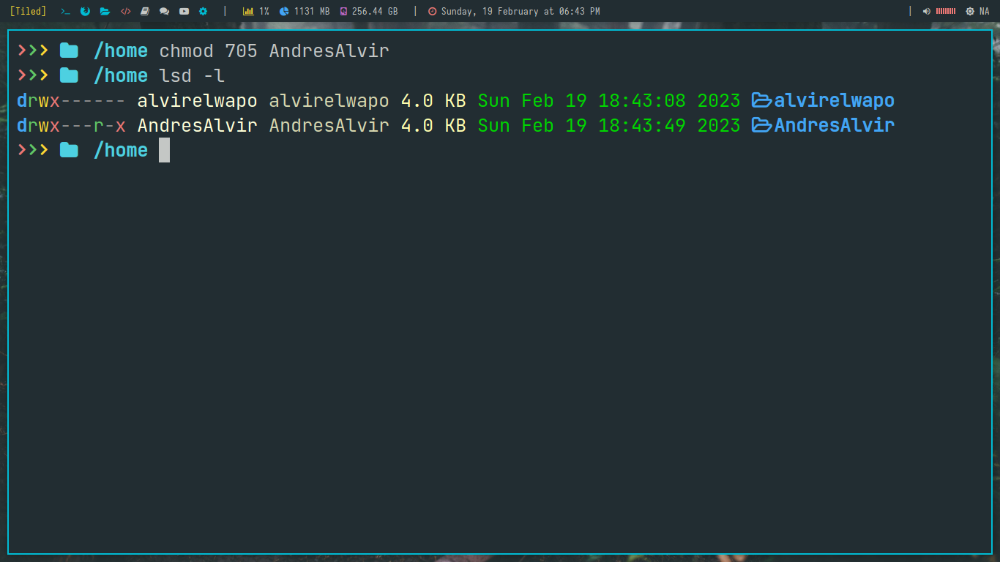 [Tiled] | 1% 1131 MB 256.44 GB | Sunday, 19 February at 06:43 PM | NA
/home chmod 705 AndresAlvir
/home lsd -l
drwx------ alvirelwapo alvirelwapo 4.0 KB Sun Feb 19 18:43:08 2023 alvirelwapo
drwx---r-x AndresAlvir AndresAlvir 4.0 KB Sun Feb 19 18:43:49 2023 AndresAlvir
/home